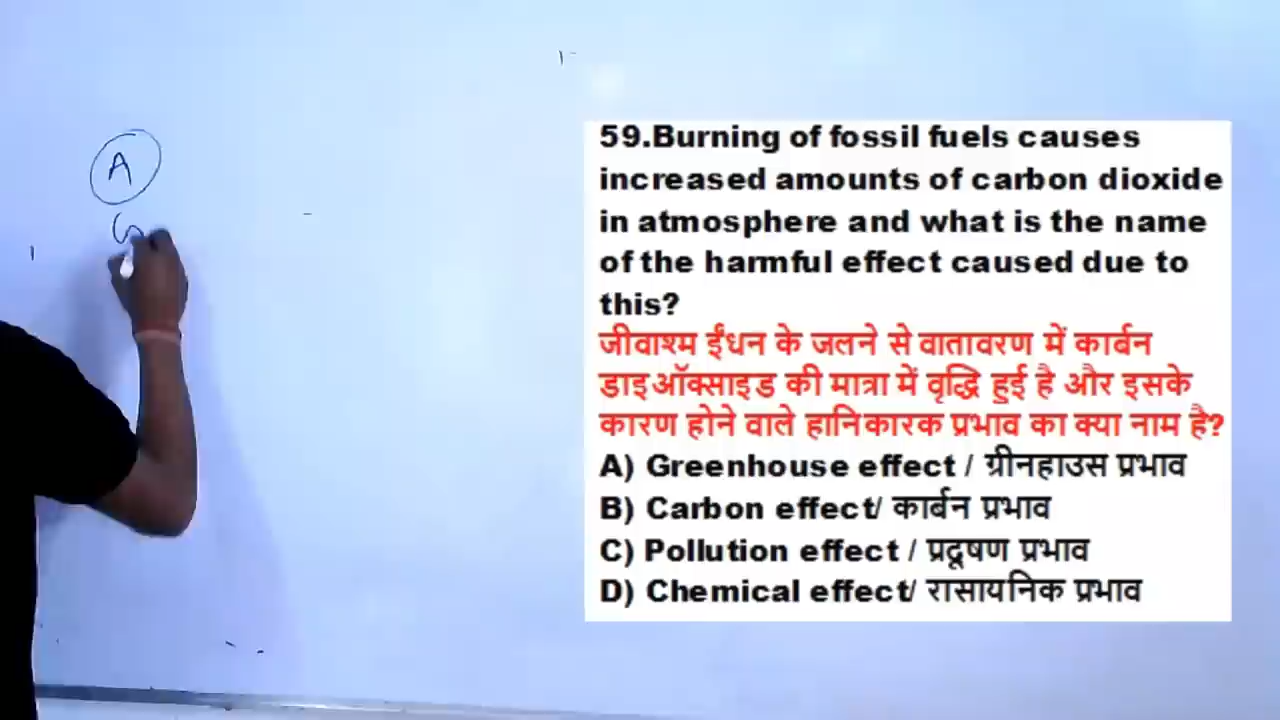 A
G
59.Burning of fossil fuels causes
increased amounts of carbon dioxide
in atmosphere and what is the name
of the harmful effect caused due to
this?
जीवाश्म ईंधन के जलने से वातावरण में कार्बन
डाइऑक्साइड की मात्रा में वृद्धि हुई है और इसके
कारण होने वाले हानिकारक प्रभाव का क्या नाम है?
A) Greenhouse effect / ग्रीनहाउस प्रभाव
B) Carbon effect/ कार्बन प्रभाव
C) Pollution effect / प्रदूषण प्रभाव
D) Chemical effect/ रासायनिक प्रभाव